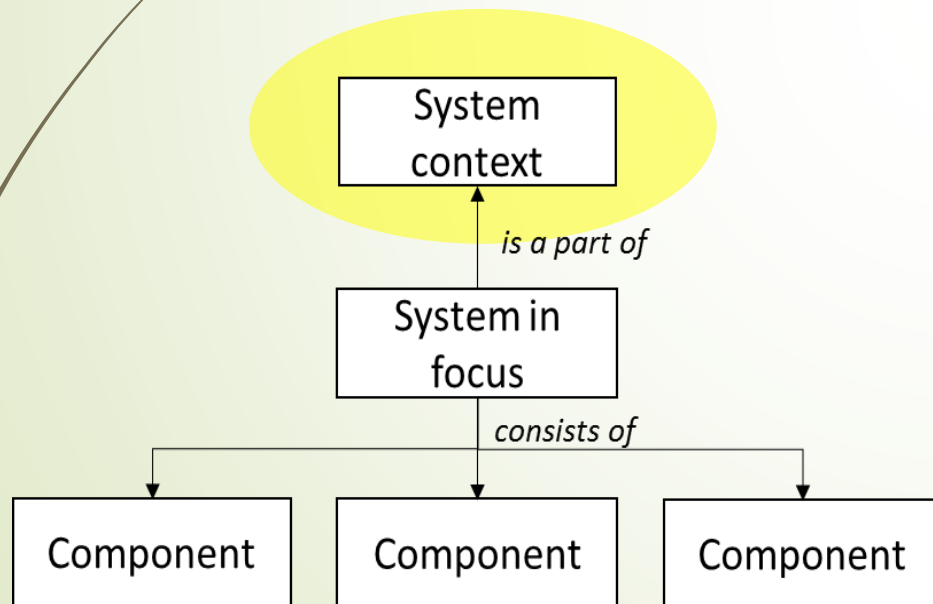 System
context
is a part of
System in
focus
consists of
Component
Component
Component